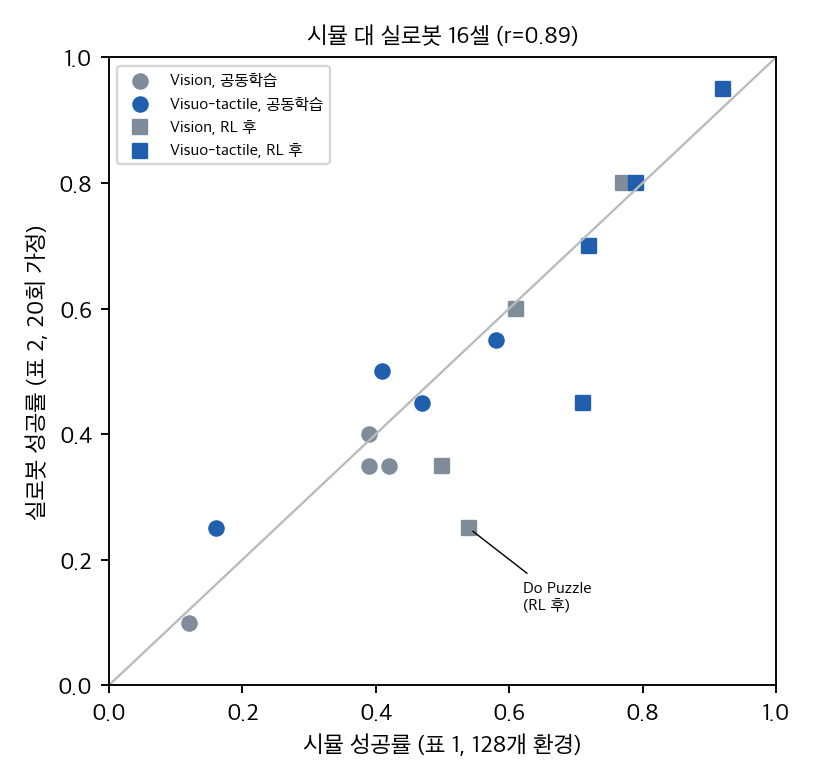 시뮬 대 실로봇 16셀 (r=0.89)
Vision, 공동학습
Visuo-tactile, 공동학습
Vision, RL 후
Visuo-tactile, RL 후
실로봇 성공률 (표 2, 20회 가정)
1.0
0.8
0.6
0.4
0.2
0.0
Do Puzzle
(RL 후)
0.0 0.2 0.4 0.6 0.8 1.0
시뮬 성공률 (표 1, 128개 환경)